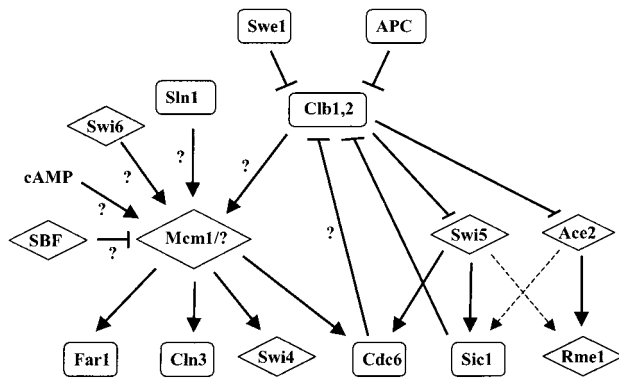 Swe1
APC
Sln1
Clb1,2
Swi6
?
?
?
cAMP
?
SBF
?
Mcm1/?
?
Swi5
Ace2
Far1
Cln3
Swi4
Cdc6
Sic1
Rme1